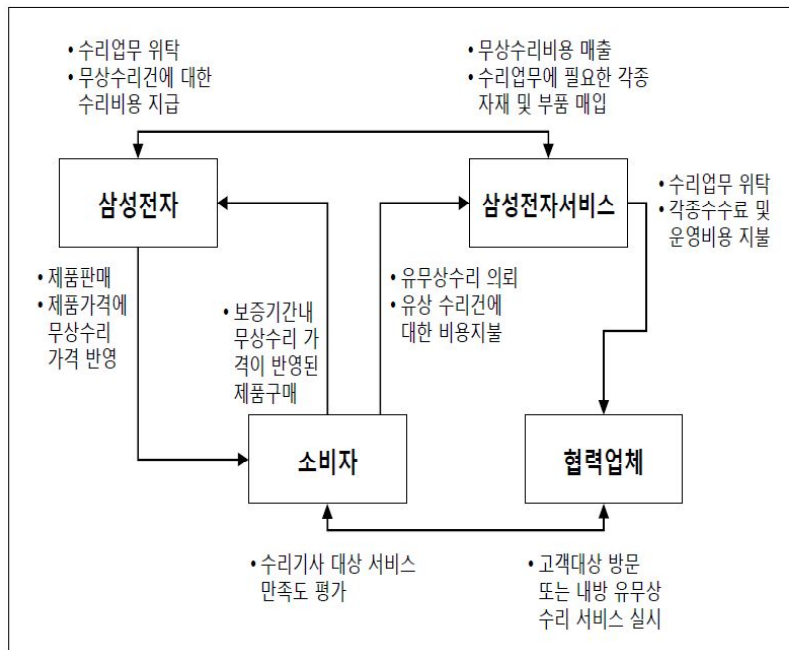 • 수리업무 위탁
• 무상수리건에 대한
수리비용 지급
• 무상수리비용 매출
• 수리업무에 필요한 각종
자재 및 부품 매입
삼성전자
삼성전자서비스
• 수리업무 위탁
• 각종수수료 및
운영비용 지불
• 제품판매
• 제품가격에
무상수리
가격 반영
• 보증기간내
무상수리 가
격이 반영된
제품구매
• 유무상수리 의뢰
• 유상 수리건에
대한 비용지불
소비자
협력업체
• 수리기사 대상 서비스
만족도 평가
• 고객대상 방문
또는 내방 유무상
수리 서비스 실시